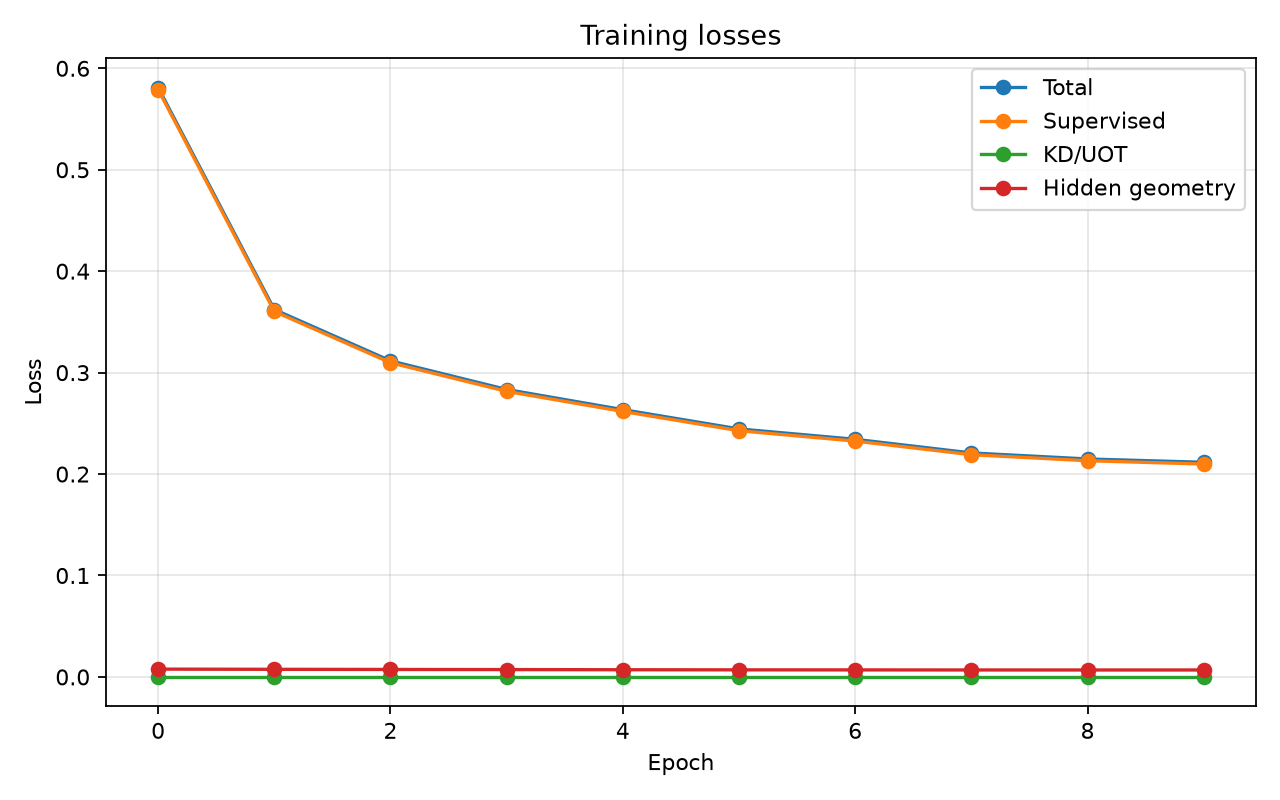 Training losses
Total
Supervised
KD/UOT
Hidden geometry
0.6
0.5
0.4
0.3
0.2
0.1
0.0
Loss
0 2 4 6 8
Epoch